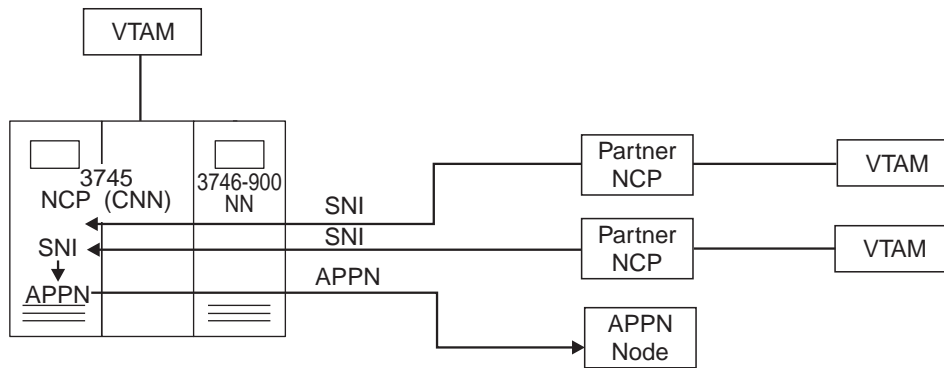 VTAM
3745
NCP (CNN)
3746-900
NN
SNI
SNI
APPN
SNI
APPN
Partner
NCP
VTAM
Partner
NCP
VTAM
APPN
Node